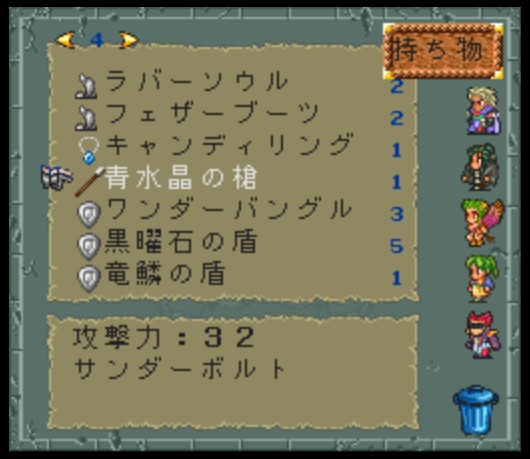 4
持ち物
ラバーソウル 2
フェザーブーツ 2
キャンディリング 1
青水晶の槍 1
ワンダーバングル 3
黒曜石の盾 5
竜鱗の盾 1
攻撃力:32
サンダーボルト